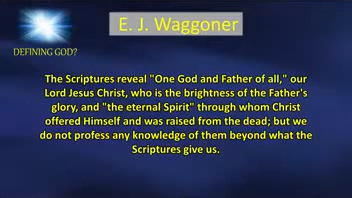 E. J. Waggoner
DEFINING GOD?
The Scriptures reveal "One God and Father of all," our
Lord Jesus Christ, who is the brightness of the Father's
glory, and "the eternal Spirit" through whom Christ
offered Himself and was raised from the dead; but we
do not profess any knowledge of them beyond what the
Scriptures give us.